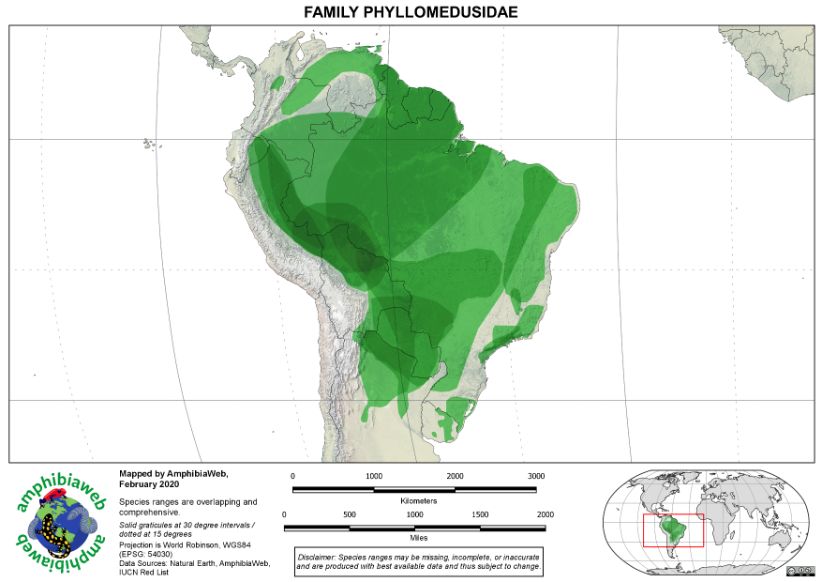 FAMILY PHYLLOMEDUSIDAE
amphibiaweb
amphibiaweb
Mapped by AmphibiaWeb,
February 2020
Species ranges are overlapping and
comprehensive.
Solid graticules at 30 degree intervals /
dotted at 15 degrees
Projection is World Robinson, WGS84
(EPSG: 54030)
Data Sources: Natural Earth, AmphibiaWeb,
IUCN Red List
0 1000 2000 3000
Kilometers
0 500 1000 1500 2000
Miles
Disclaimer: Species ranges may be missing, incomplete, or inaccurate
and are produced with best available data and thus subject to change.